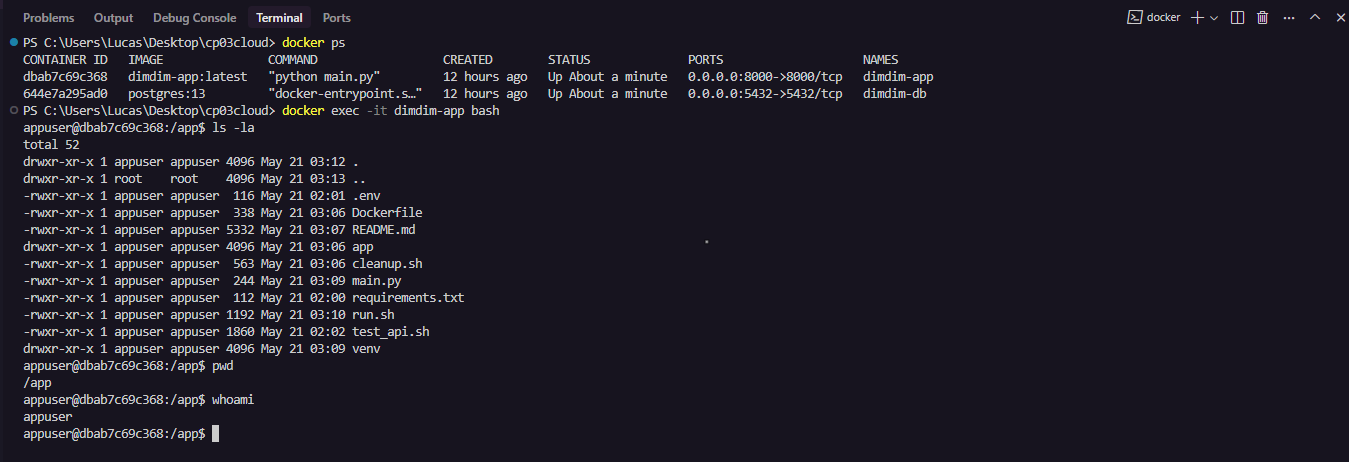 Problems Output Debug Console Terminal Ports docker
PS C:\Users\Lucas\Desktop\cp03cloud> docker ps
CONTAINER ID IMAGE COMMAND CREATED STATUS PORTS NAMES
dbab7c69c368 dimdim-app:latest "python main.py" 12 hours ago Up About a minute 0.0.0.0:8000->8000/tcp dimdim-app
644e7a295ad0 postgres:13 "docker-entrypoint.s…" 12 hours ago Up About a minute 0.0.0.0:5432->5432/tcp dimdim-db
PS C:\Users\Lucas\Desktop\cp03cloud> docker exec -it dimdim-app bash
appuser@dbab7c69c368:/app$ ls -la
total 52
drwxr-xr-x 1 appuser appuser 4096 May 21 03:12 .
drwxr-xr-x 1 root root 4096 May 21 03:13 ..
-rwxr-xr-x 1 appuser appuser 116 May 21 02:01 .env
-rwxr-xr-x 1 appuser appuser 338 May 21 03:06 Dockerfile
-rwxr-xr-x 1 appuser appuser 5332 May 21 03:07 README.md
drwxr-xr-x 1 appuser appuser 4096 May 21 03:06 app
-rwxr-xr-x 1 appuser appuser 563 May 21 03:06 cleanup.sh
-rwxr-xr-x 1 appuser appuser 244 May 21 03:09 main.py
-rwxr-xr-x 1 appuser appuser 112 May 21 02:00 requirements.txt
-rwxr-xr-x 1 appuser appuser 1192 May 21 03:10 run.sh
-rwxr-xr-x 1 appuser appuser 1860 May 21 02:02 test_api.sh
drwxr-xr-x 1 appuser appuser 4096 May 21 03:09 venv
appuser@dbab7c69c368:/app$ pwd
/app
appuser@dbab7c69c368:/app$ whoami
appuser
appuser@dbab7c69c368:/app$